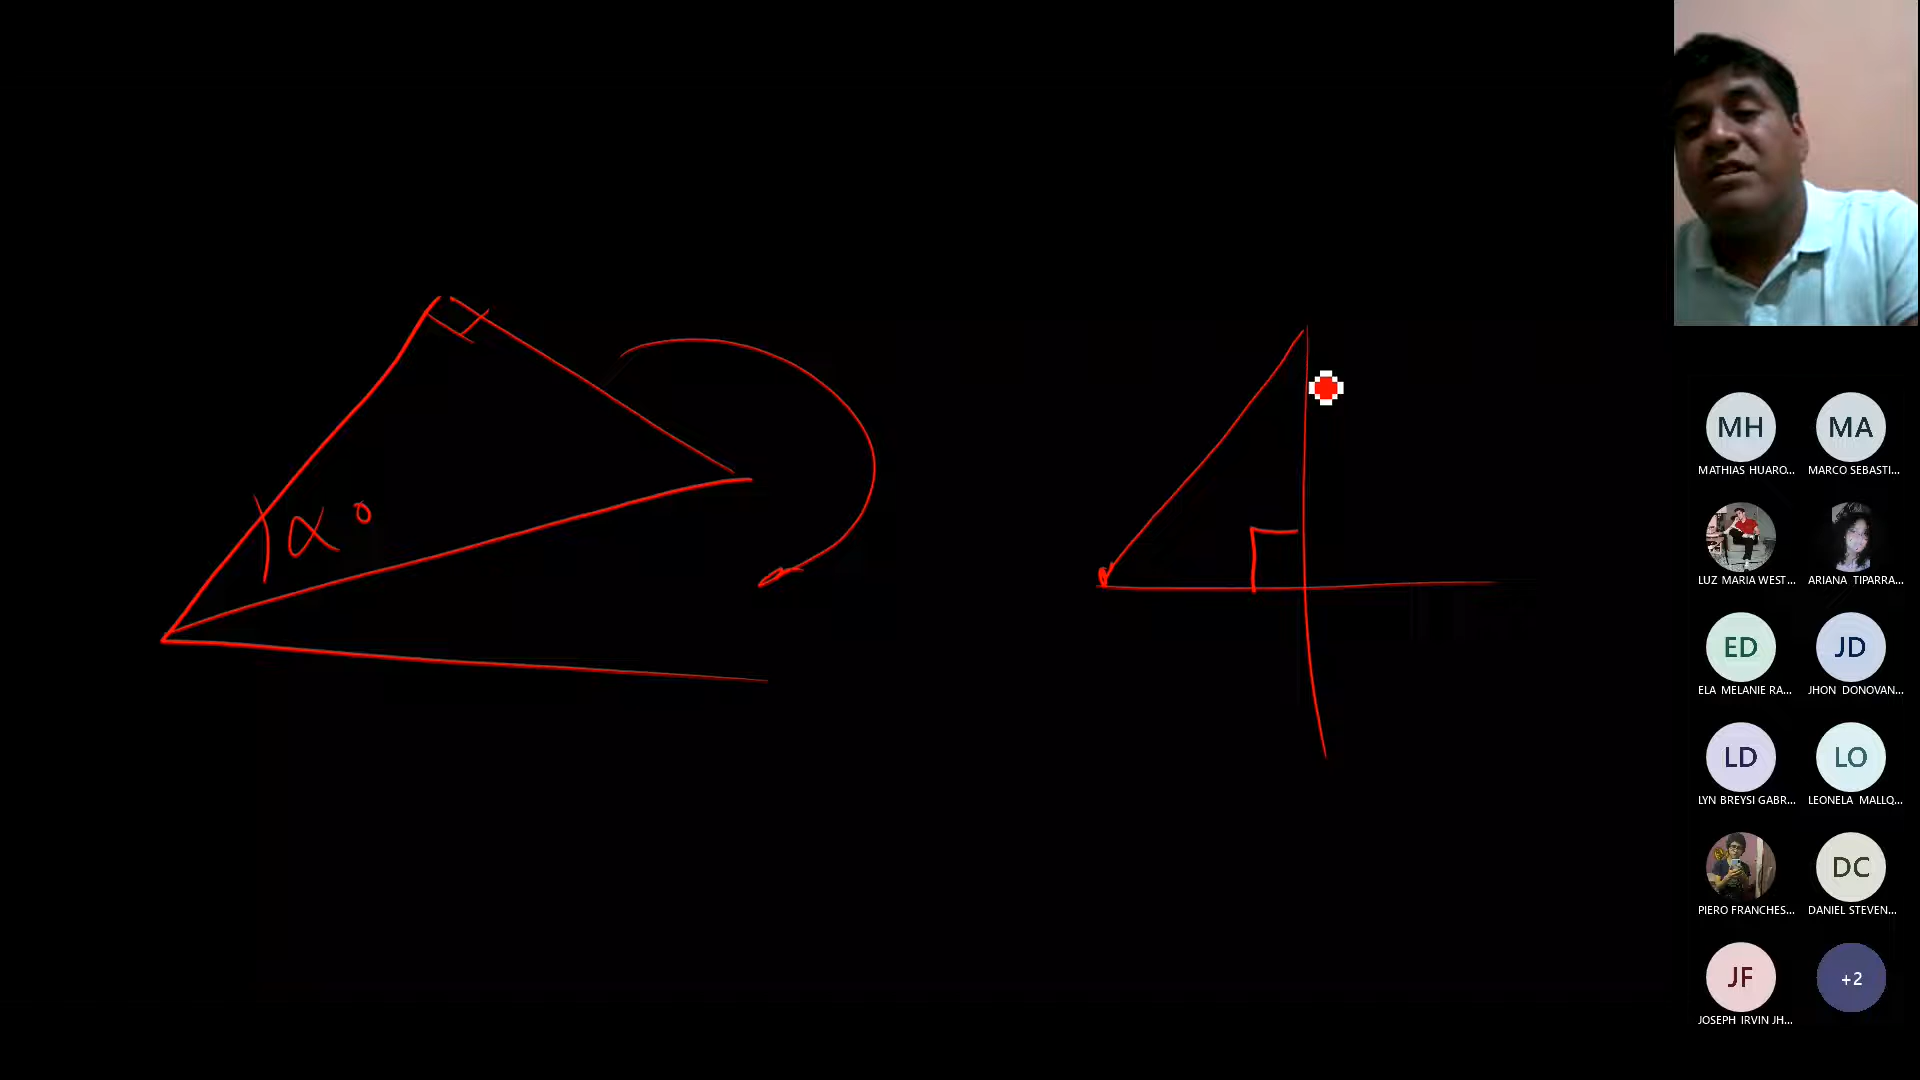 α°
MH
MA
MATHIAS HUARO...
MARCO SEBASTI...
LUZ MARIA WEST...
ARIANA TIPARRA...
ED
JD
ELA MELANIE RA...
JHON DONOVAN...
LD
LO
LYN BREYSI GABR...
LEONELA MALLQ...
DC
PIERO FRANCHES...
DANIEL STEVEN...
JF
+2
JOSEPH IRVIN JH...